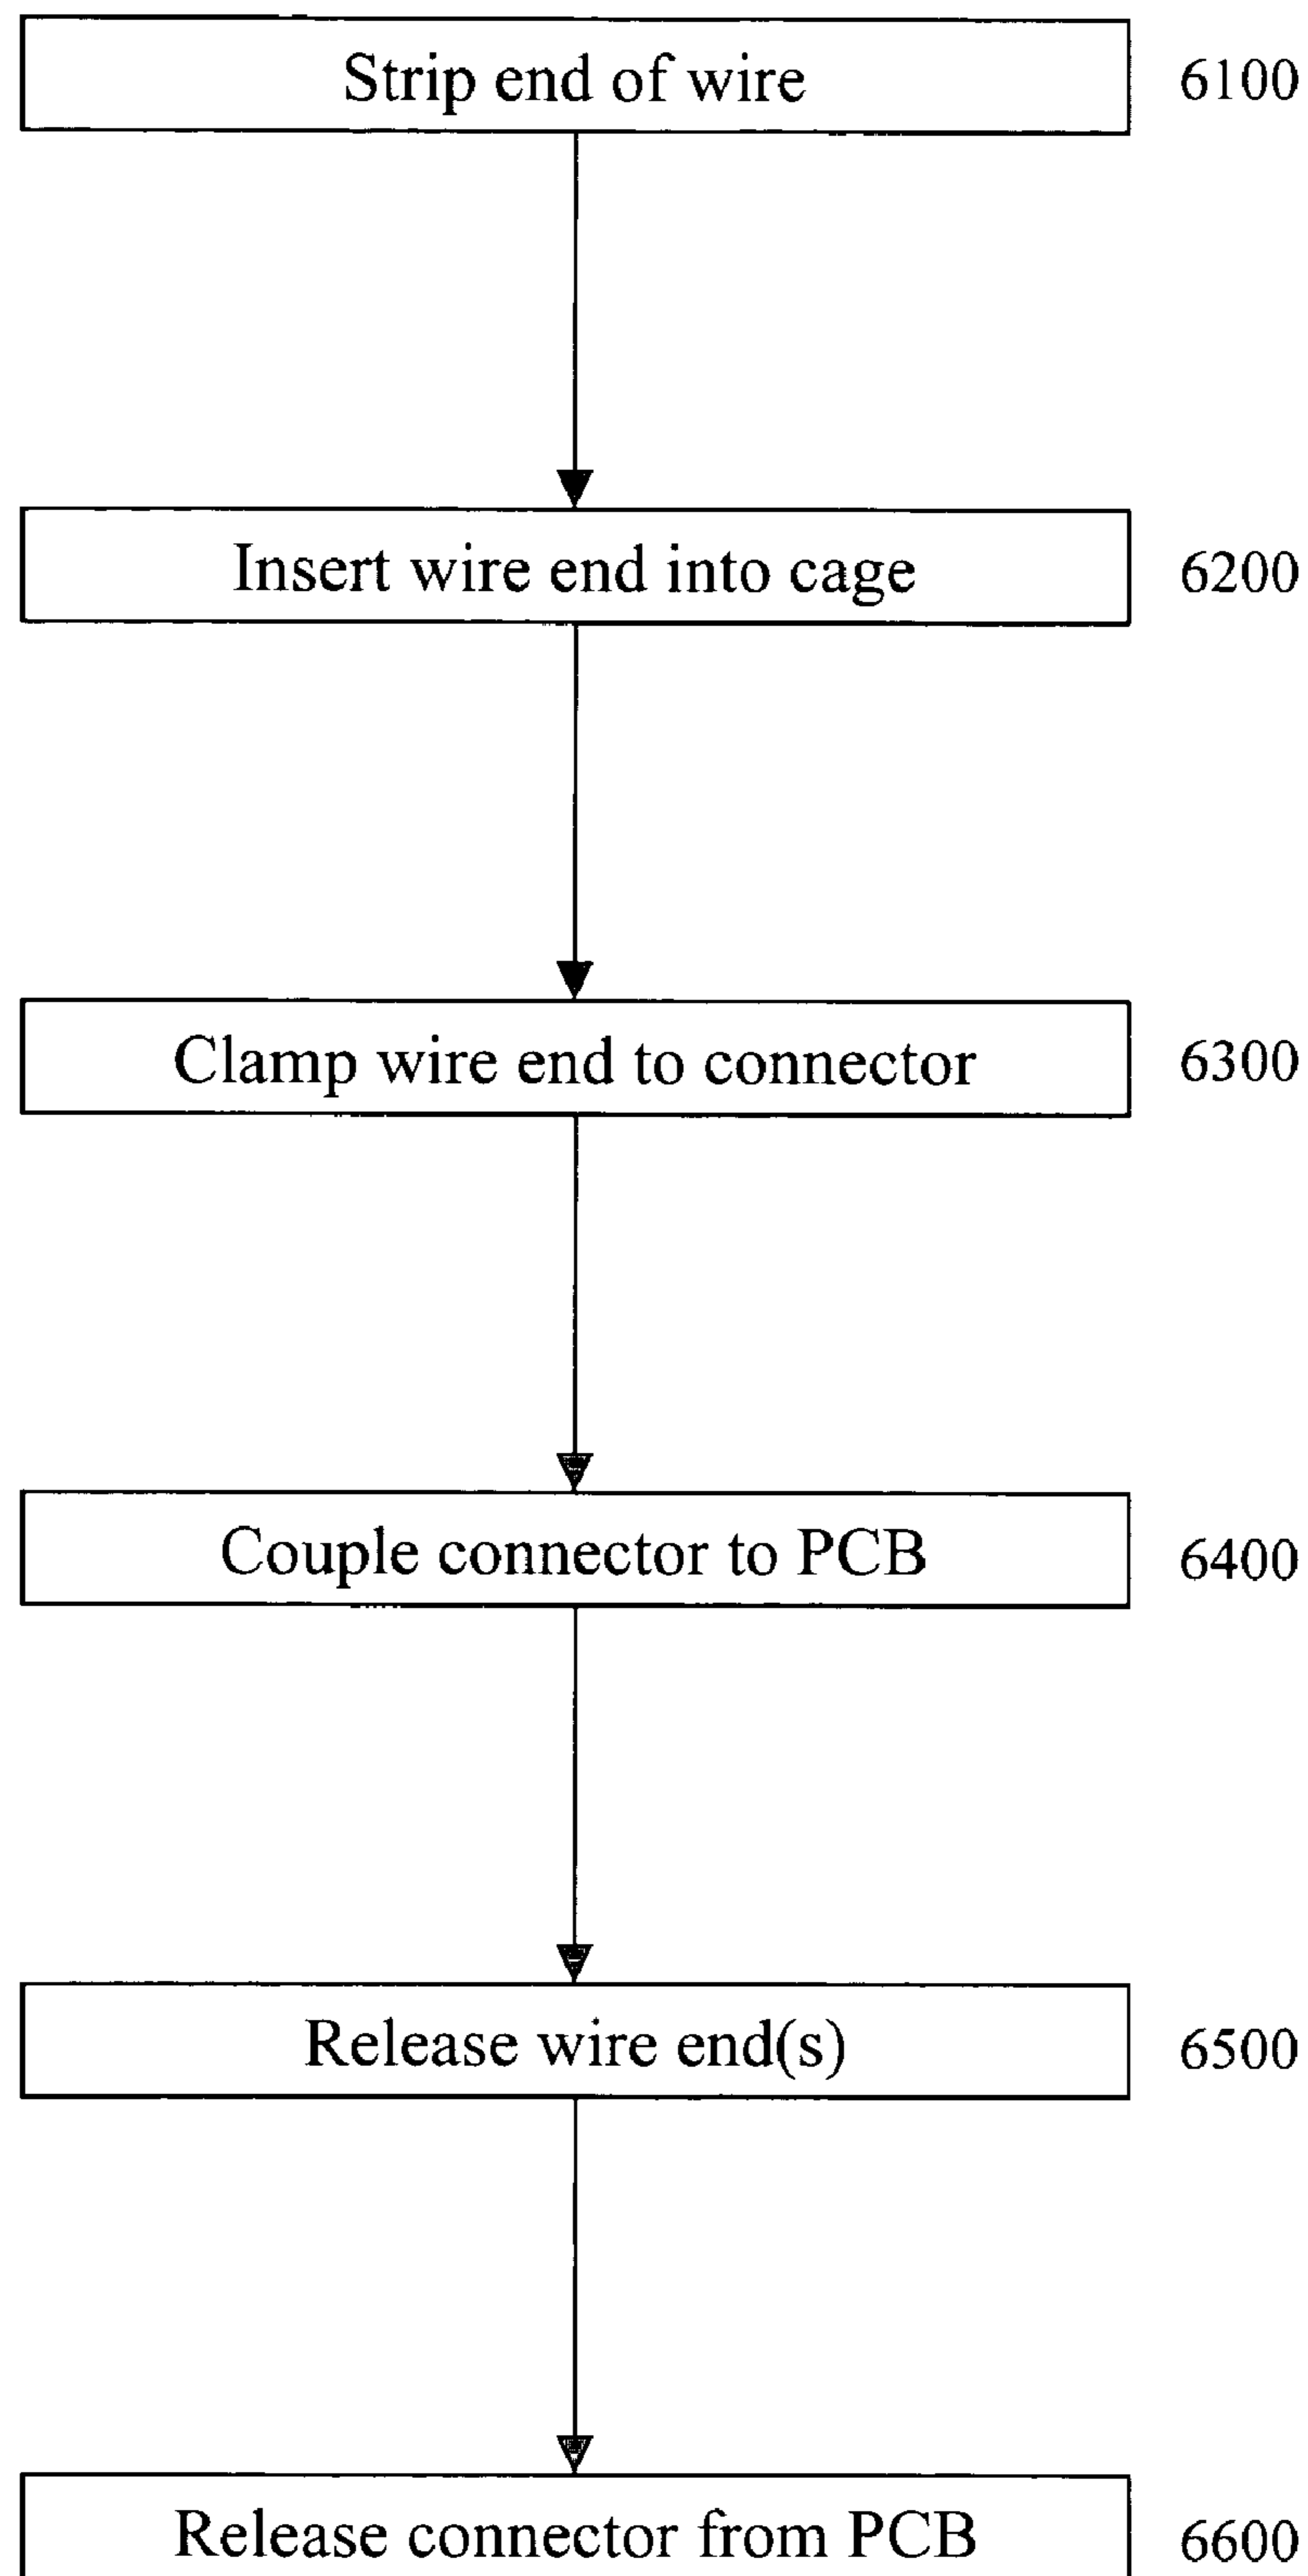 Strip end of wire 6100
Insert wire end into cage 6200
Clamp wire end to connector 6300
Couple connector to PCB 6400
Release wire end(s) 6500
Release connector from PCB 6600